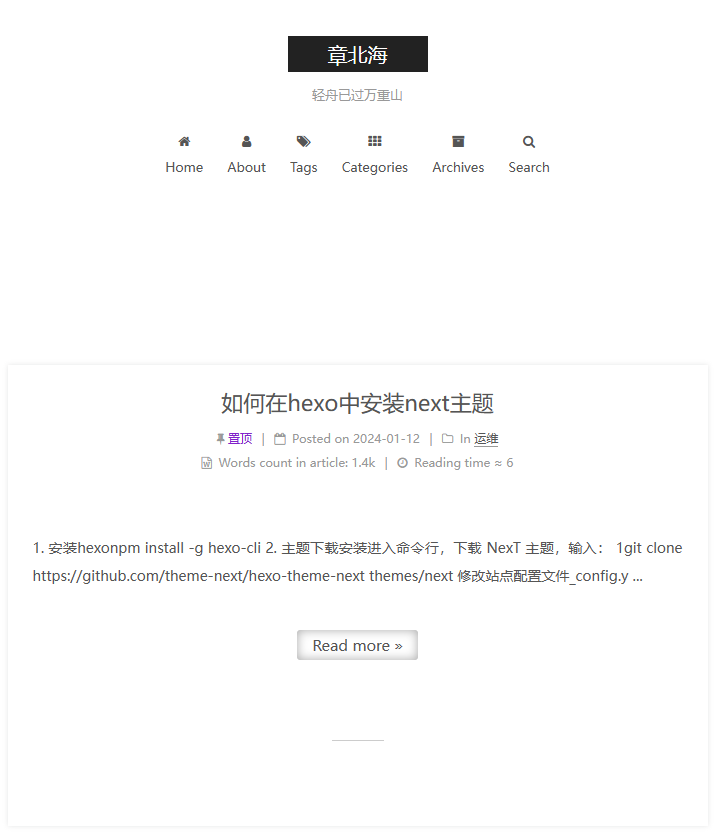 章北海
轻舟已过万重山
Home About Tags Categories Archives Search
如何在hexo中安装next主题
置顶 | Posted on 2024-01-12 | In 运维
Words count in article: 1.4k | Reading time ≈ 6
1. 安装hexonpm install -g hexo-cli 2. 主题下载安装进入命令行，下载 NexT 主题，输入： 1git clone
https://github.com/theme-next/hexo-theme-next themes/next 修改站点配置文件_config.y ...
Read more »